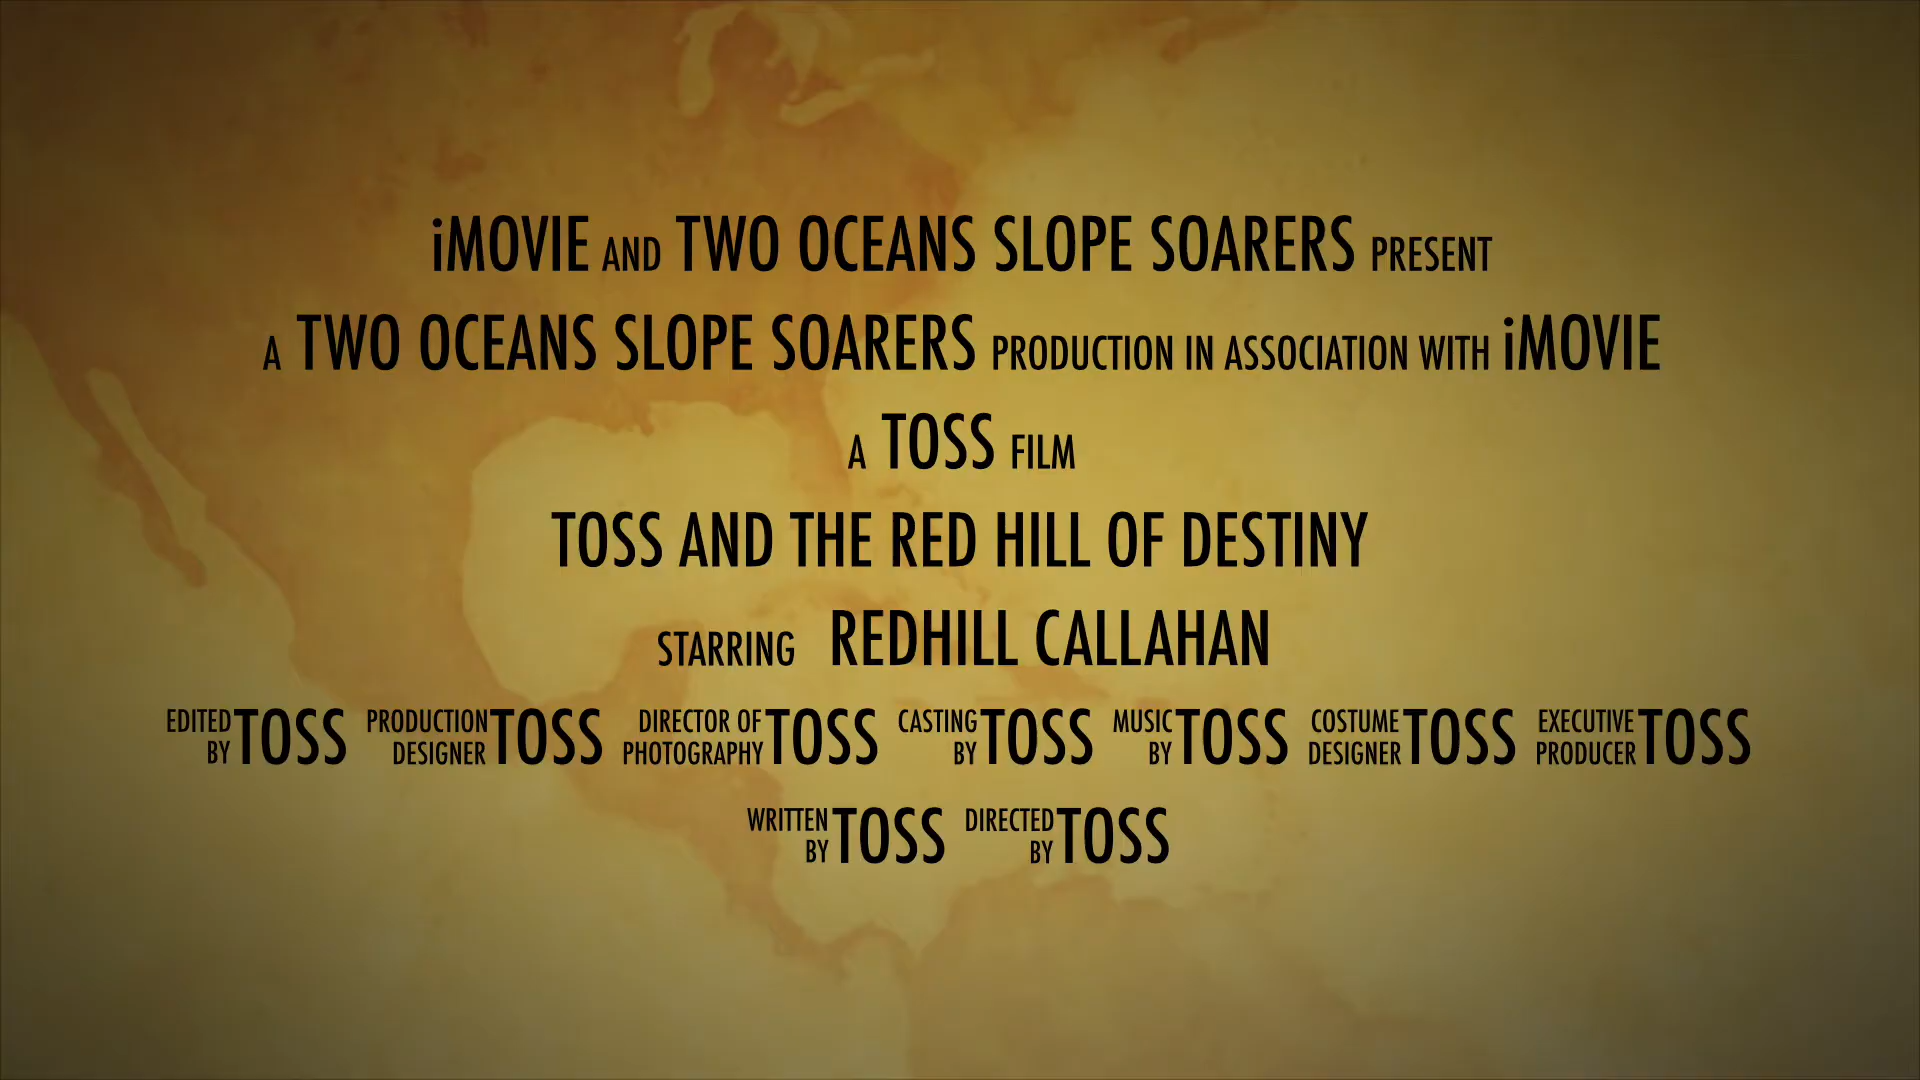 iMOVIE AND TWO OCEANS SLOPE SOARERS PRESENT
A TWO OCEANS SLOPE SOARERS PRODUCTION IN ASSOCIATION WITH iMOVIE
A TOSS FILM
TOSS AND THE RED HILL OF DESTINY
STARRING REDHILL CALLAHAN
EDITED BY TOSS PRODUCTION DESIGNER TOSS DIRECTOR OF PHOTOGRAPHY TOSS CASTING BY TOSS MUSIC BY TOSS COSTUME DESIGNER TOSS EXECUTIVE PRODUCER TOSS
WRITTEN BY TOSS DIRECTED BY TOSS